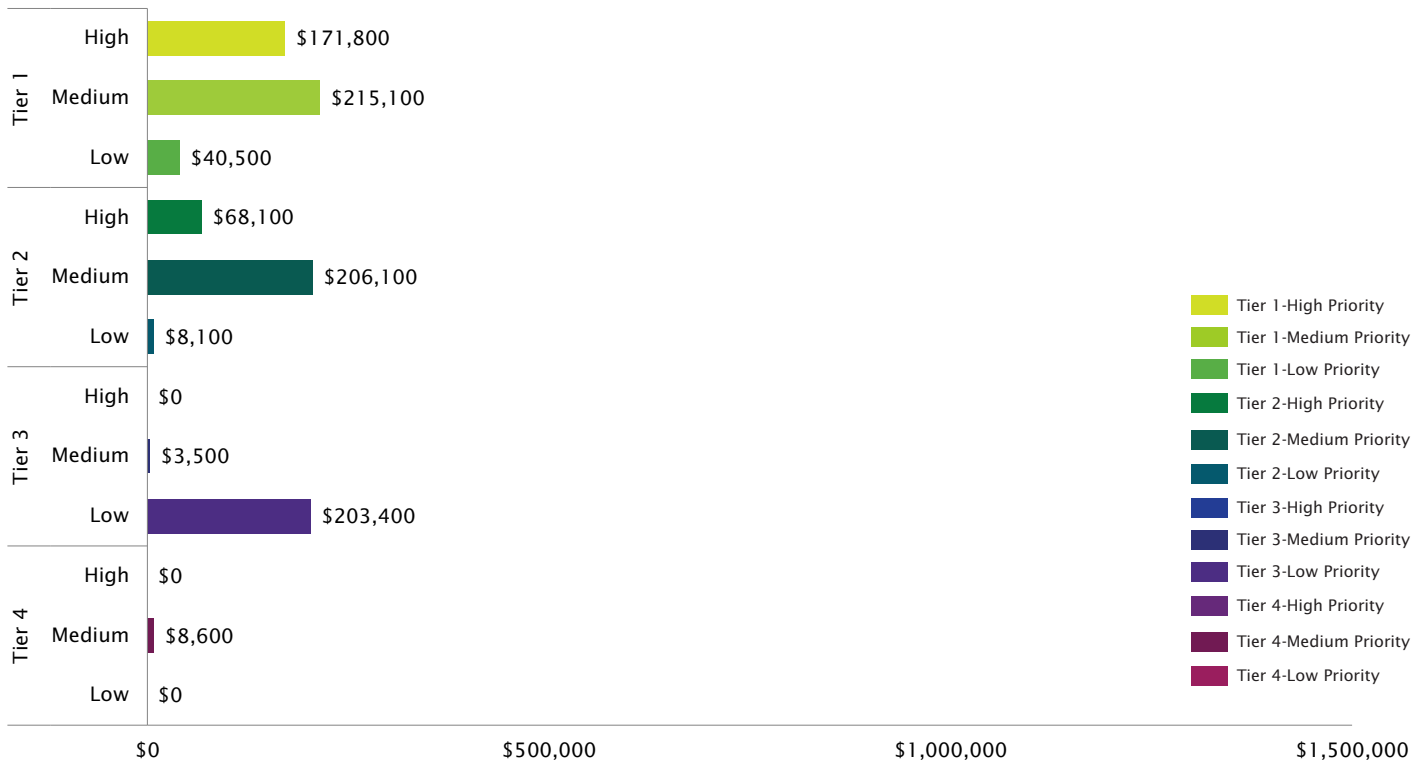 Tier 1
High
$171,800
Medium
$215,100
Low
$40,500
Tier 2
High
$68,100
Medium
$206,100
Low
$8,100
Tier 3
High
$0
Medium
$3,500
Low
$203,400
Tier 4
High
$0
Medium
$8,600
Low
$0
$0
$500,000
$1,000,000
$1,500,000
Tier 1-High Priority
Tier 1-Medium Priority
Tier 1-Low Priority
Tier 2-High Priority
Tier 2-Medium Priority
Tier 2-Low Priority
Tier 3-High Priority
Tier 3-Medium Priority
Tier 3-Low Priority
Tier 4-High Priority
Tier 4-Medium Priority
Tier 4-Low Priority